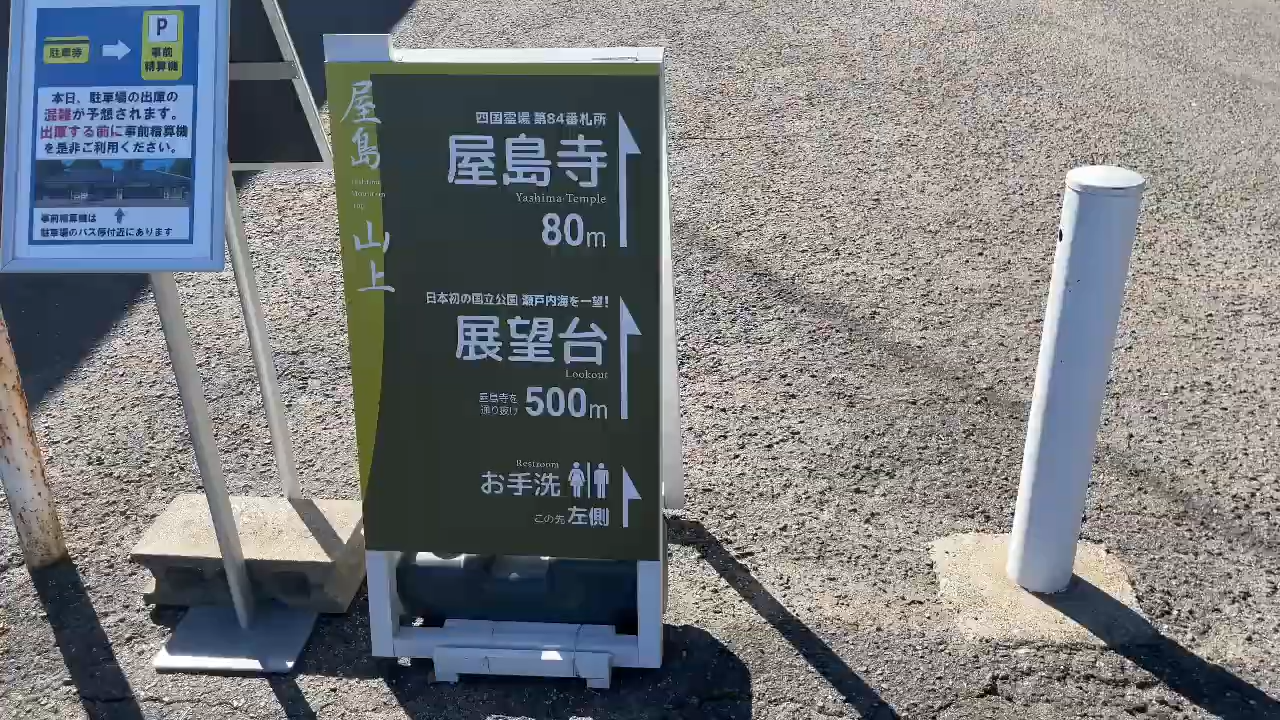 駐車券
P
事前
精算機
本日、駐車場の出庫の
混雑が予想されます。
出庫する前に事前精算機
を是非ご利用ください。
事前精算機は
駐車場のバス停付近にあります
屋島
Yashima
Mountain
Top
山上
四国霊場 第84番札所
屋島寺
Yashima-Temple
80m
日本初の国立公園 瀬戸内海を一望!
展望台
Lookout
屋島寺を
通り抜け
500m
Restroom
お手洗
この先 左側